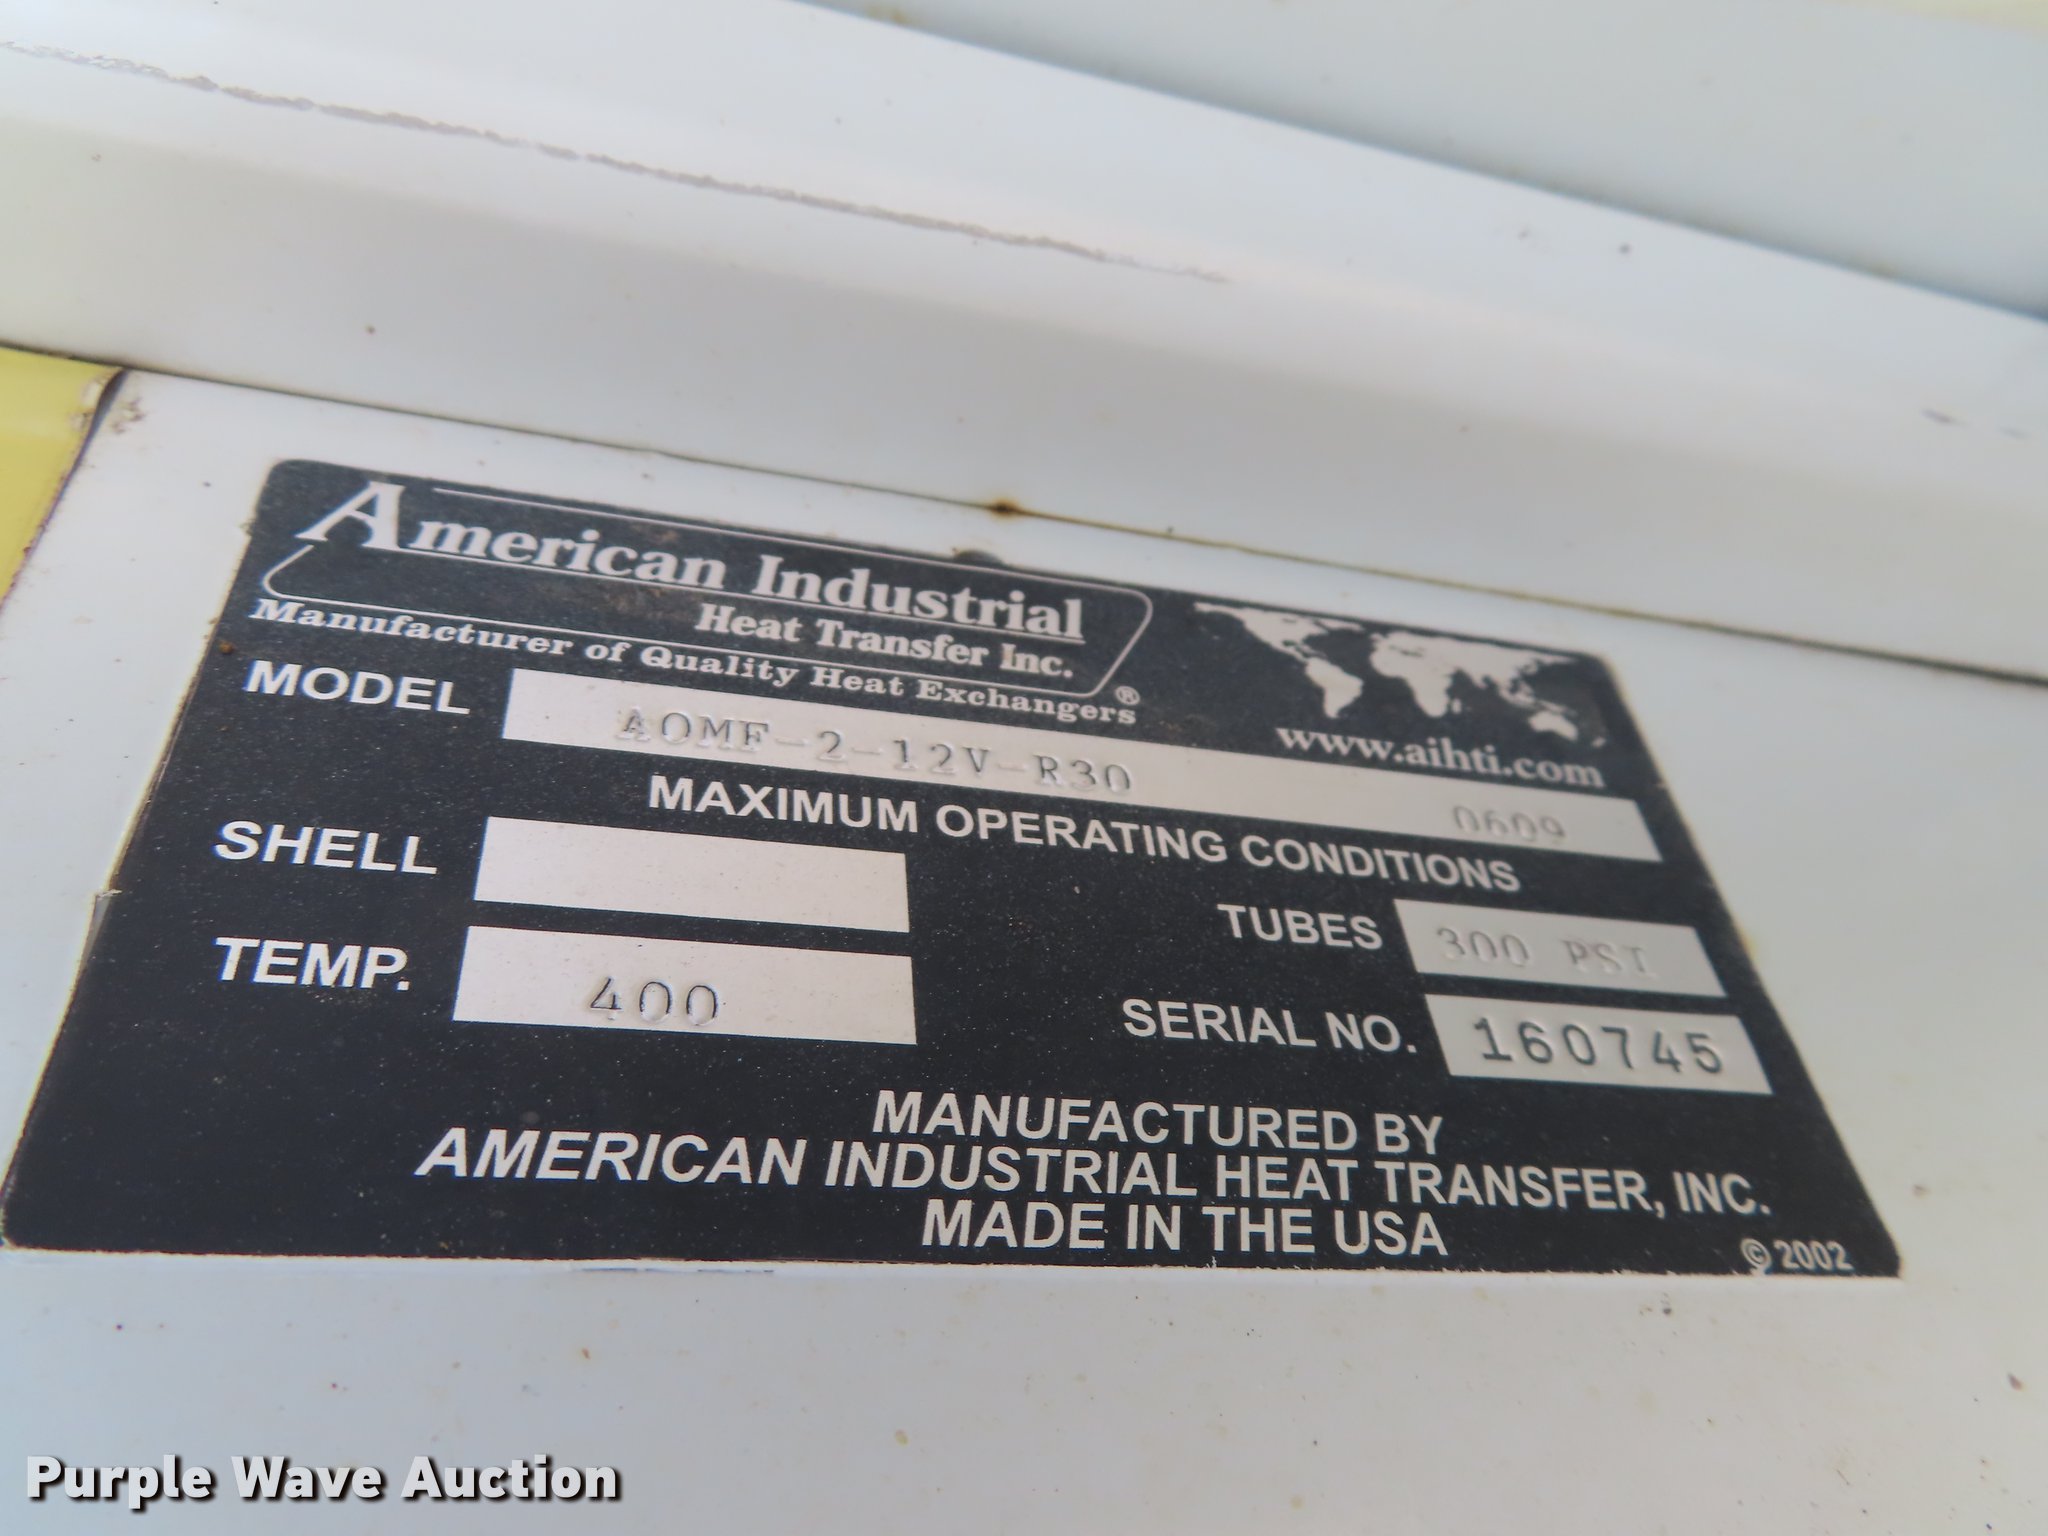 American Industrial
Heat Transfer Inc.
Manufacturer of Quality Heat Exchangers ®
www.aihti.com
MODEL AOMF-2-12V-R30 0609
MAXIMUM OPERATING CONDITIONS
SHELL
TUBES 300 PSI
TEMP. 400
SERIAL NO. 160745
MANUFACTURED BY
AMERICAN INDUSTRIAL HEAT TRANSFER, INC.
MADE IN THE USA
© 2002
Purple Wave Auction